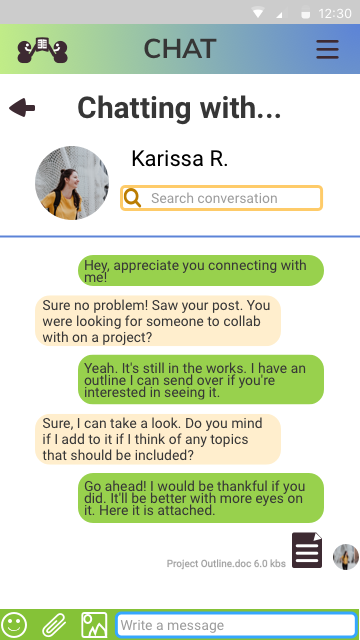 12:30
CHAT
Chatting with...
Karissa R.
Search conversation
Hey, appreciate you connecting with
me!
Sure no problem! Saw your post. You
were looking for someone to collab
with on a project?
Yeah. It's still in the works. I have an
outline I can send over if you're
interested in seeing it.
Sure, I can take a look. Do you mind
if I add to it if I think of any topics
that should be included?
Go ahead! I would be thankful if you
did. It'll be better with more eyes on
it. Here it is attached.
Project Outline.doc 6.0 kbs
Write a message